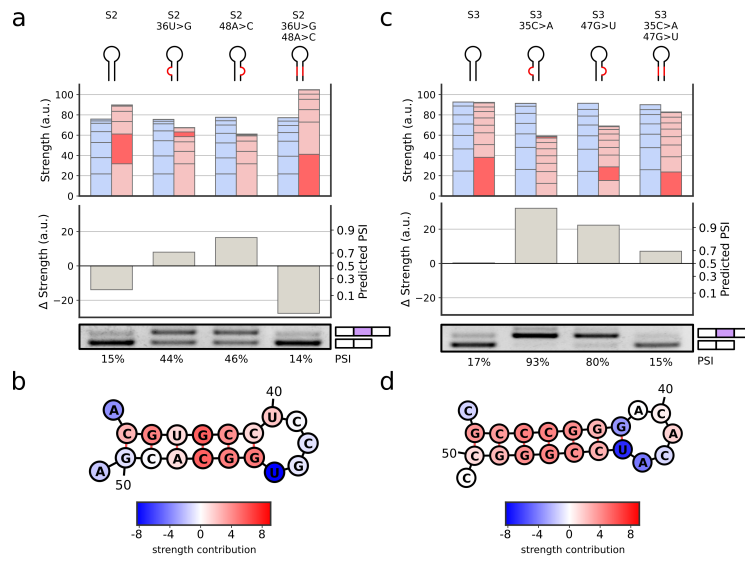 a
S2
S2
36U>G
S2
48A>C
S2
36U>G
48A>C
Strength (a.u.)
100
80
60
40
20
0
Δ Strength (a.u.)
20
0
−20
Predicted PSI
0.9
0.7
0.5
0.3
0.1
15%
44%
46%
14%
PSI
b
A
C G U G C C U C
C
A G C A C G G U G
40
50
-8
-4
0
4
8
strength contribution
c
S3
S3
35C>A
S3
47G>U
S3
35C>A
47G>U
Strength (a.u.)
100
80
60
40
20
0
Δ Strength (a.u.)
20
0
−20
Predicted PSI
0.9
0.7
0.5
0.3
0.1
17%
93%
80%
15%
PSI
d
C
G C C C G G G A C
A
C C G G G C C U A C
40
50
-8
-4
0
4
8
strength contribution